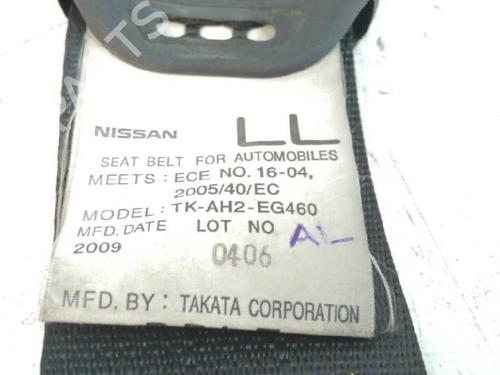 NISSAN LL
SEAT BELT FOR AUTOMOBILES
MEETS : ECE NO. 16-04,
2005/40/EC
MODEL: TK-AH2-EG460
MFD. DATE LOT NO AL
2009 0406
MFD. BY : TAKATA CORPORATION